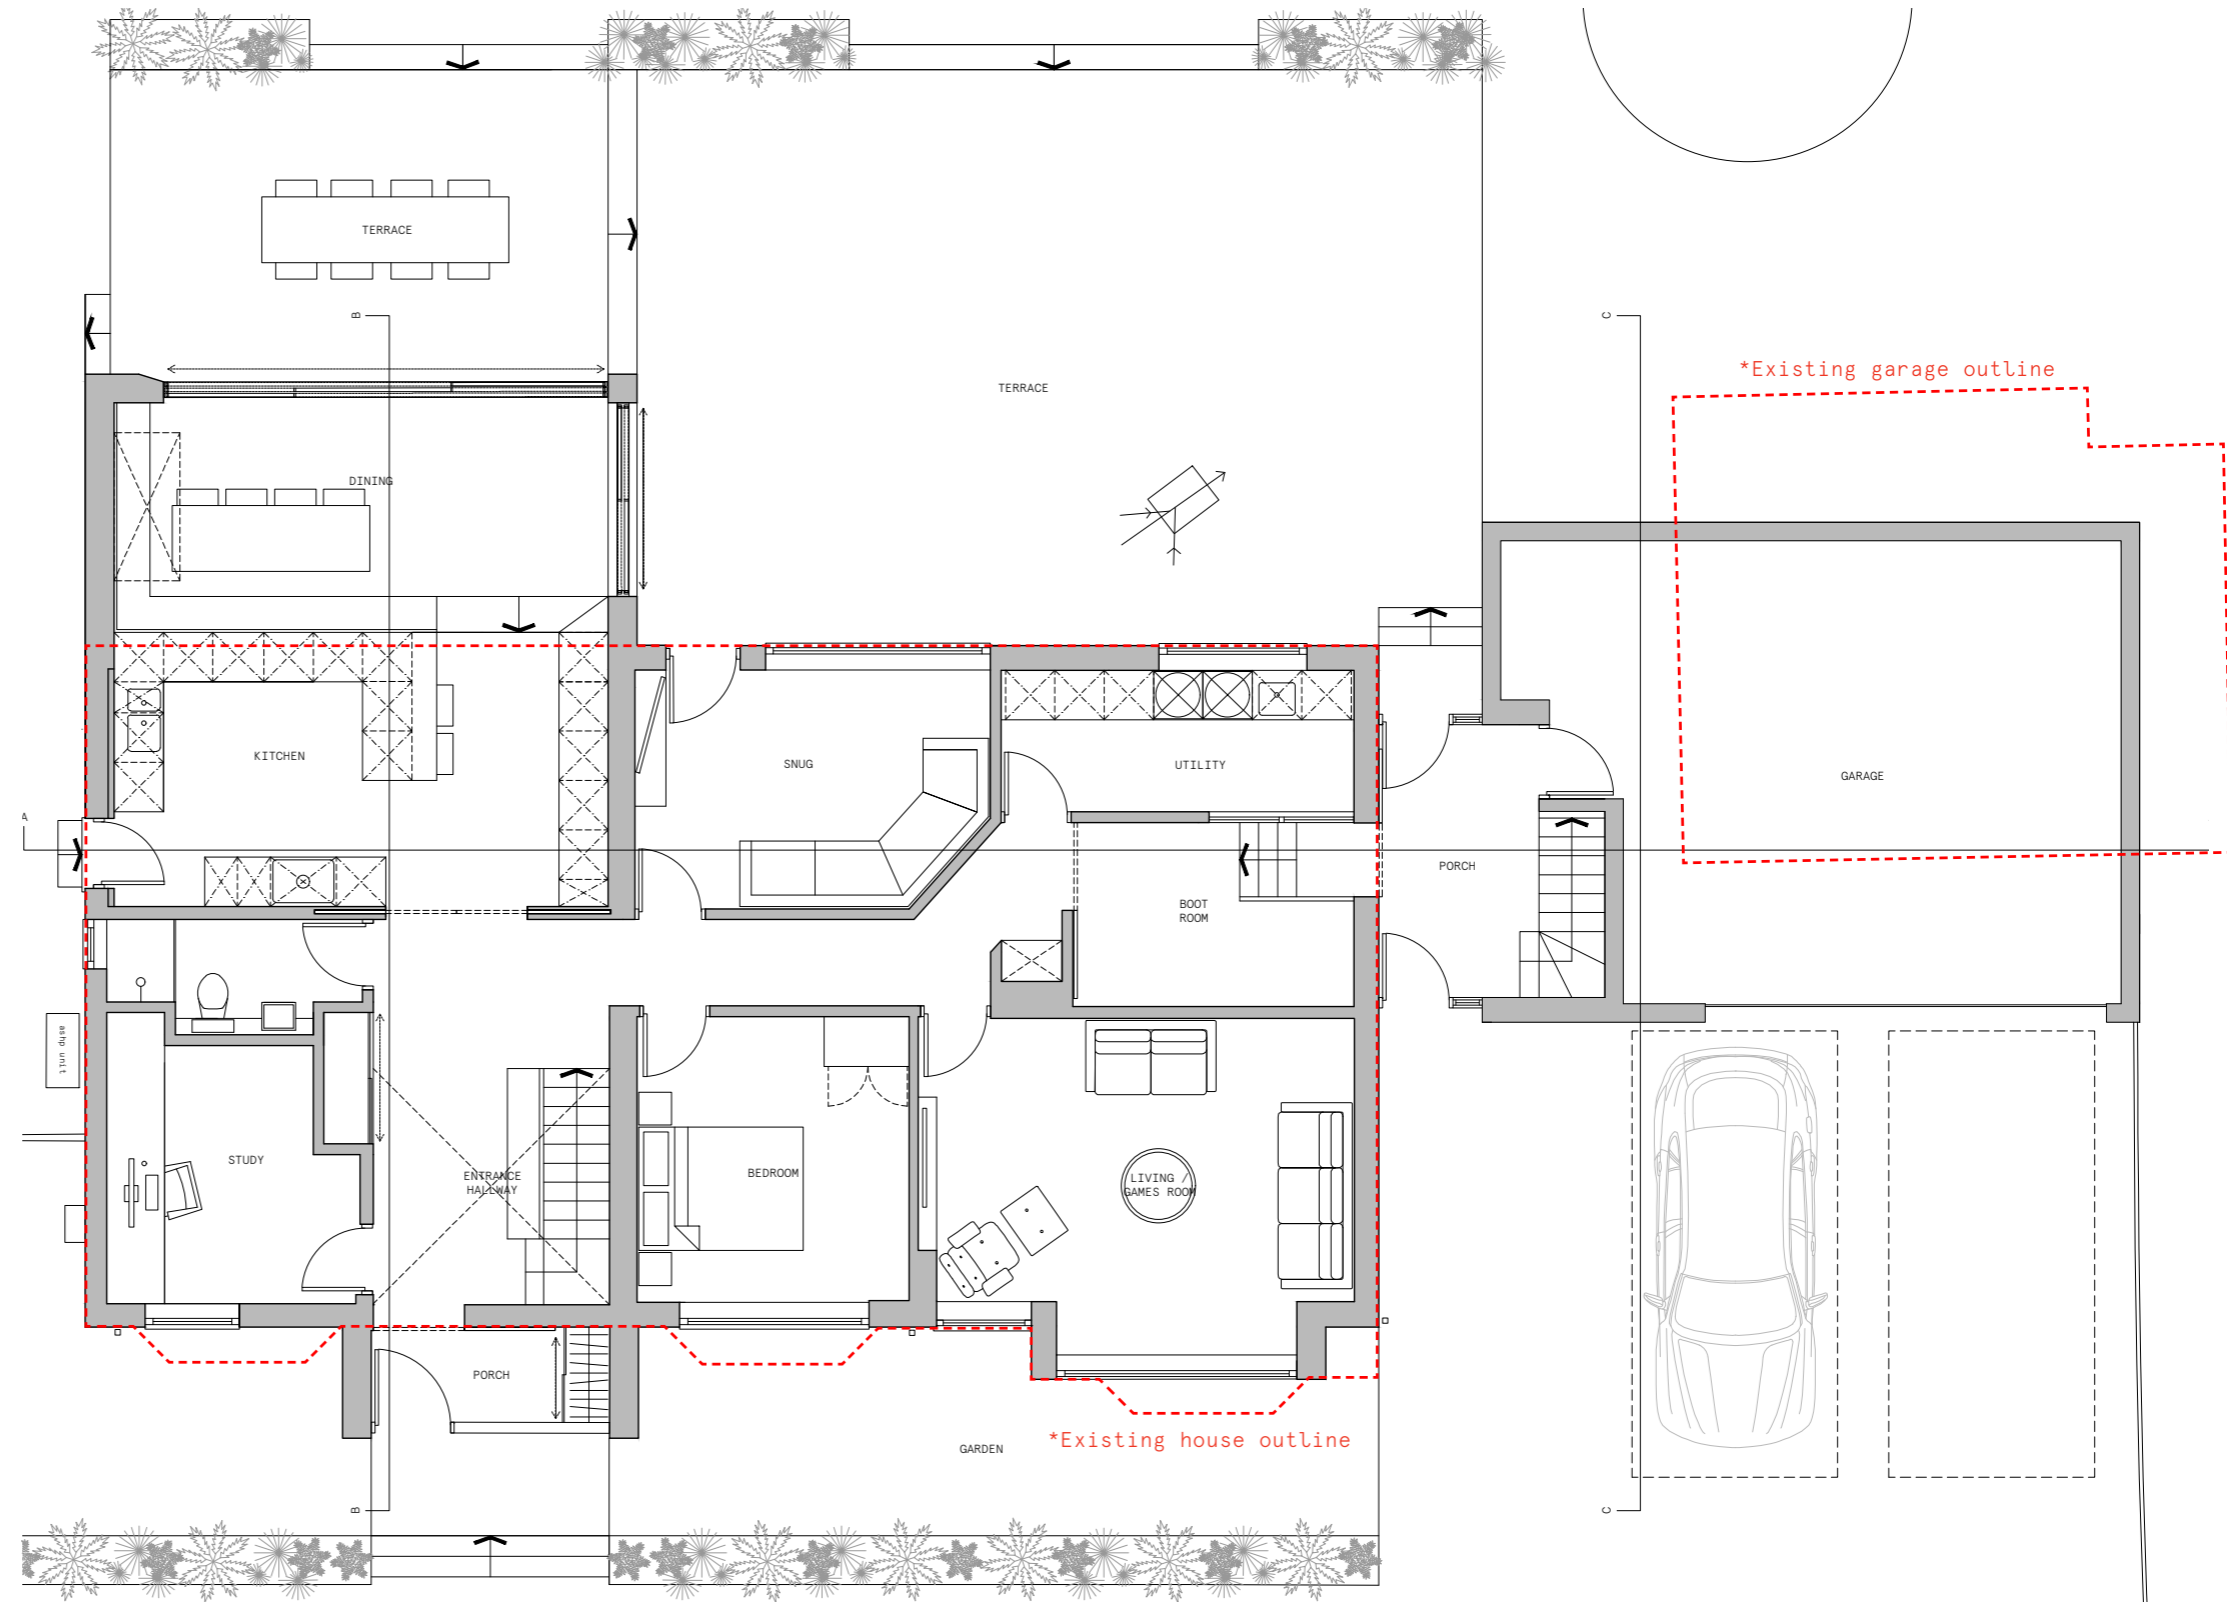 TERRACE
B
C
*Existing garage outline
TERRACE
DINING
KITCHEN
SNUG
UTILITY
GARAGE
A
PORCH
BOOT
ROOM
ashp unit
STUDY
ENTRANCE
HALLWAY
BEDROOM
LIVING /
GAMES ROOM
PORCH
*Existing house outline
GARDEN
B
C